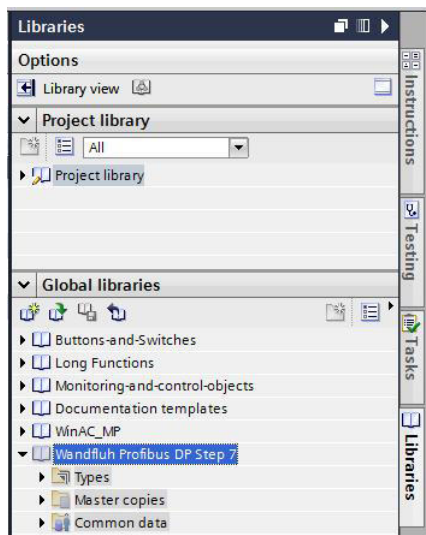 Libraries
Options
Library view
Project library
All
Project library
Global libraries
Buttons-and-Switches
Long Functions
Monitoring-and-control-objects
Documentation templates
WinAC_MP
Wandfluh Profibus DP Step 7
Types
Master copies
Common data
Instructions
Testing
Tasks
Libraries